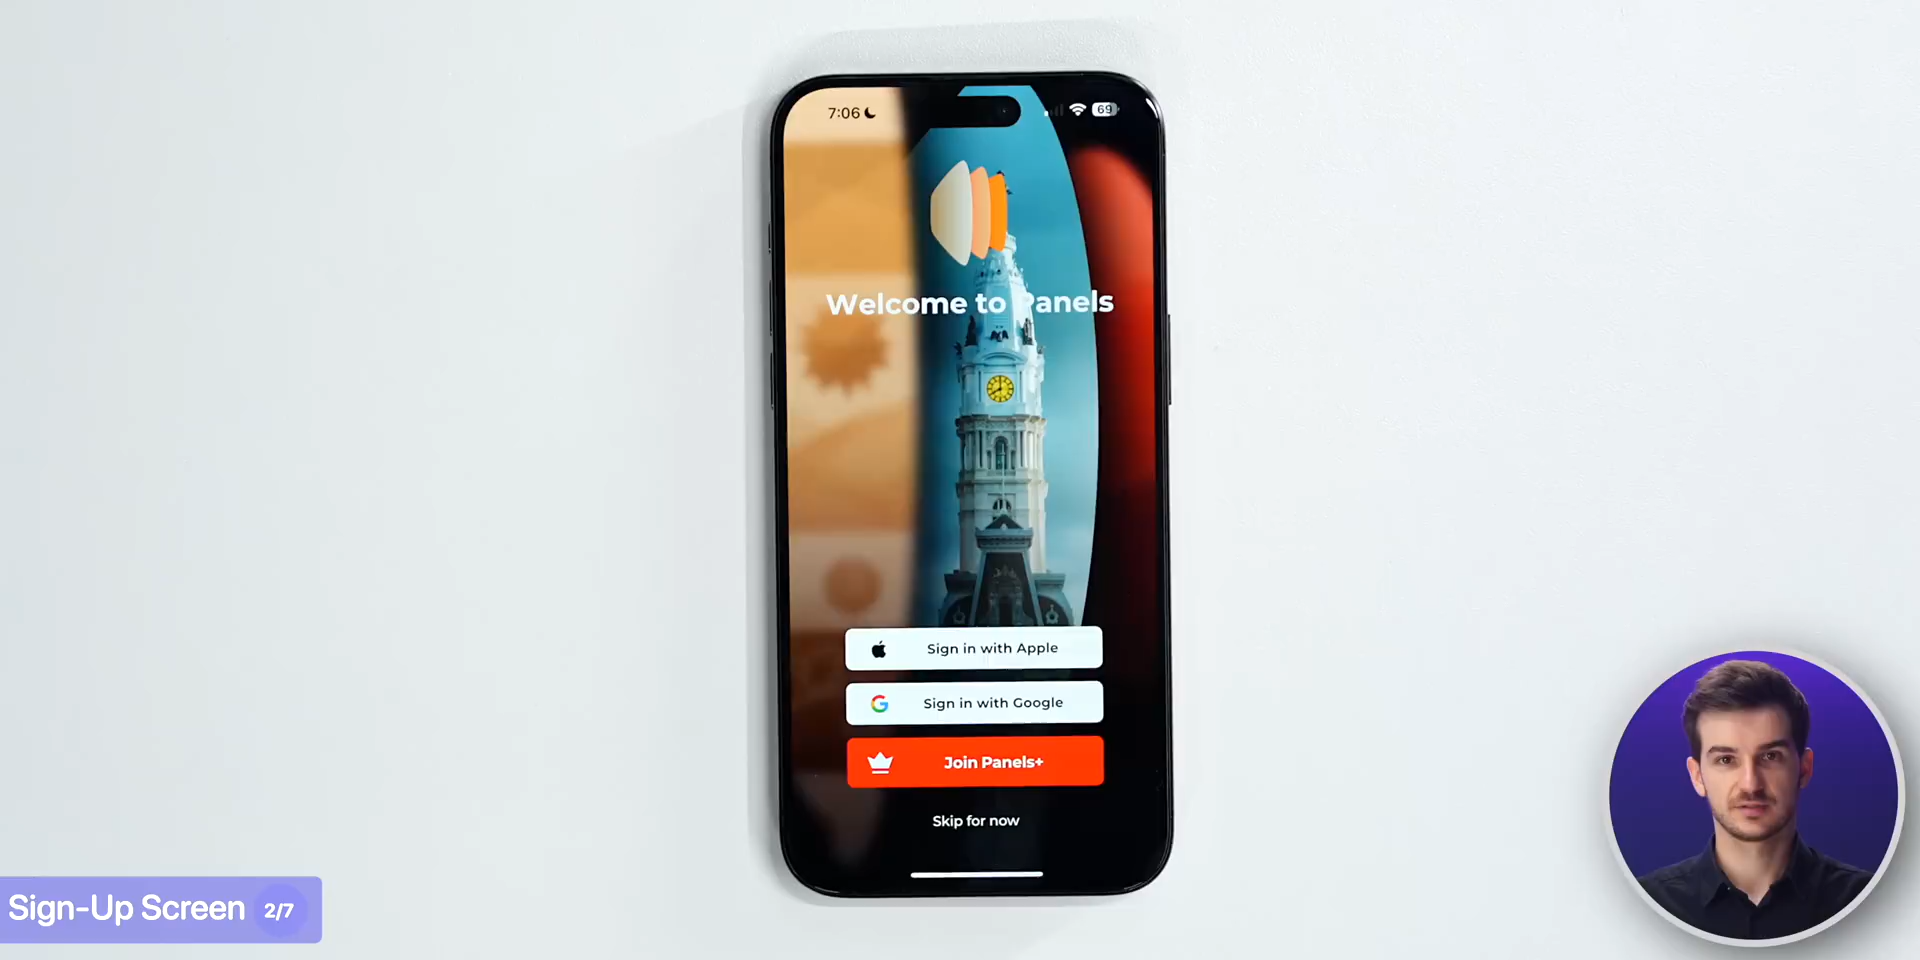 7:06
69
Welcome to Panels
Sign in with Apple
Sign in with Google
Join Panels+
Skip for now
Sign-Up Screen 2/7